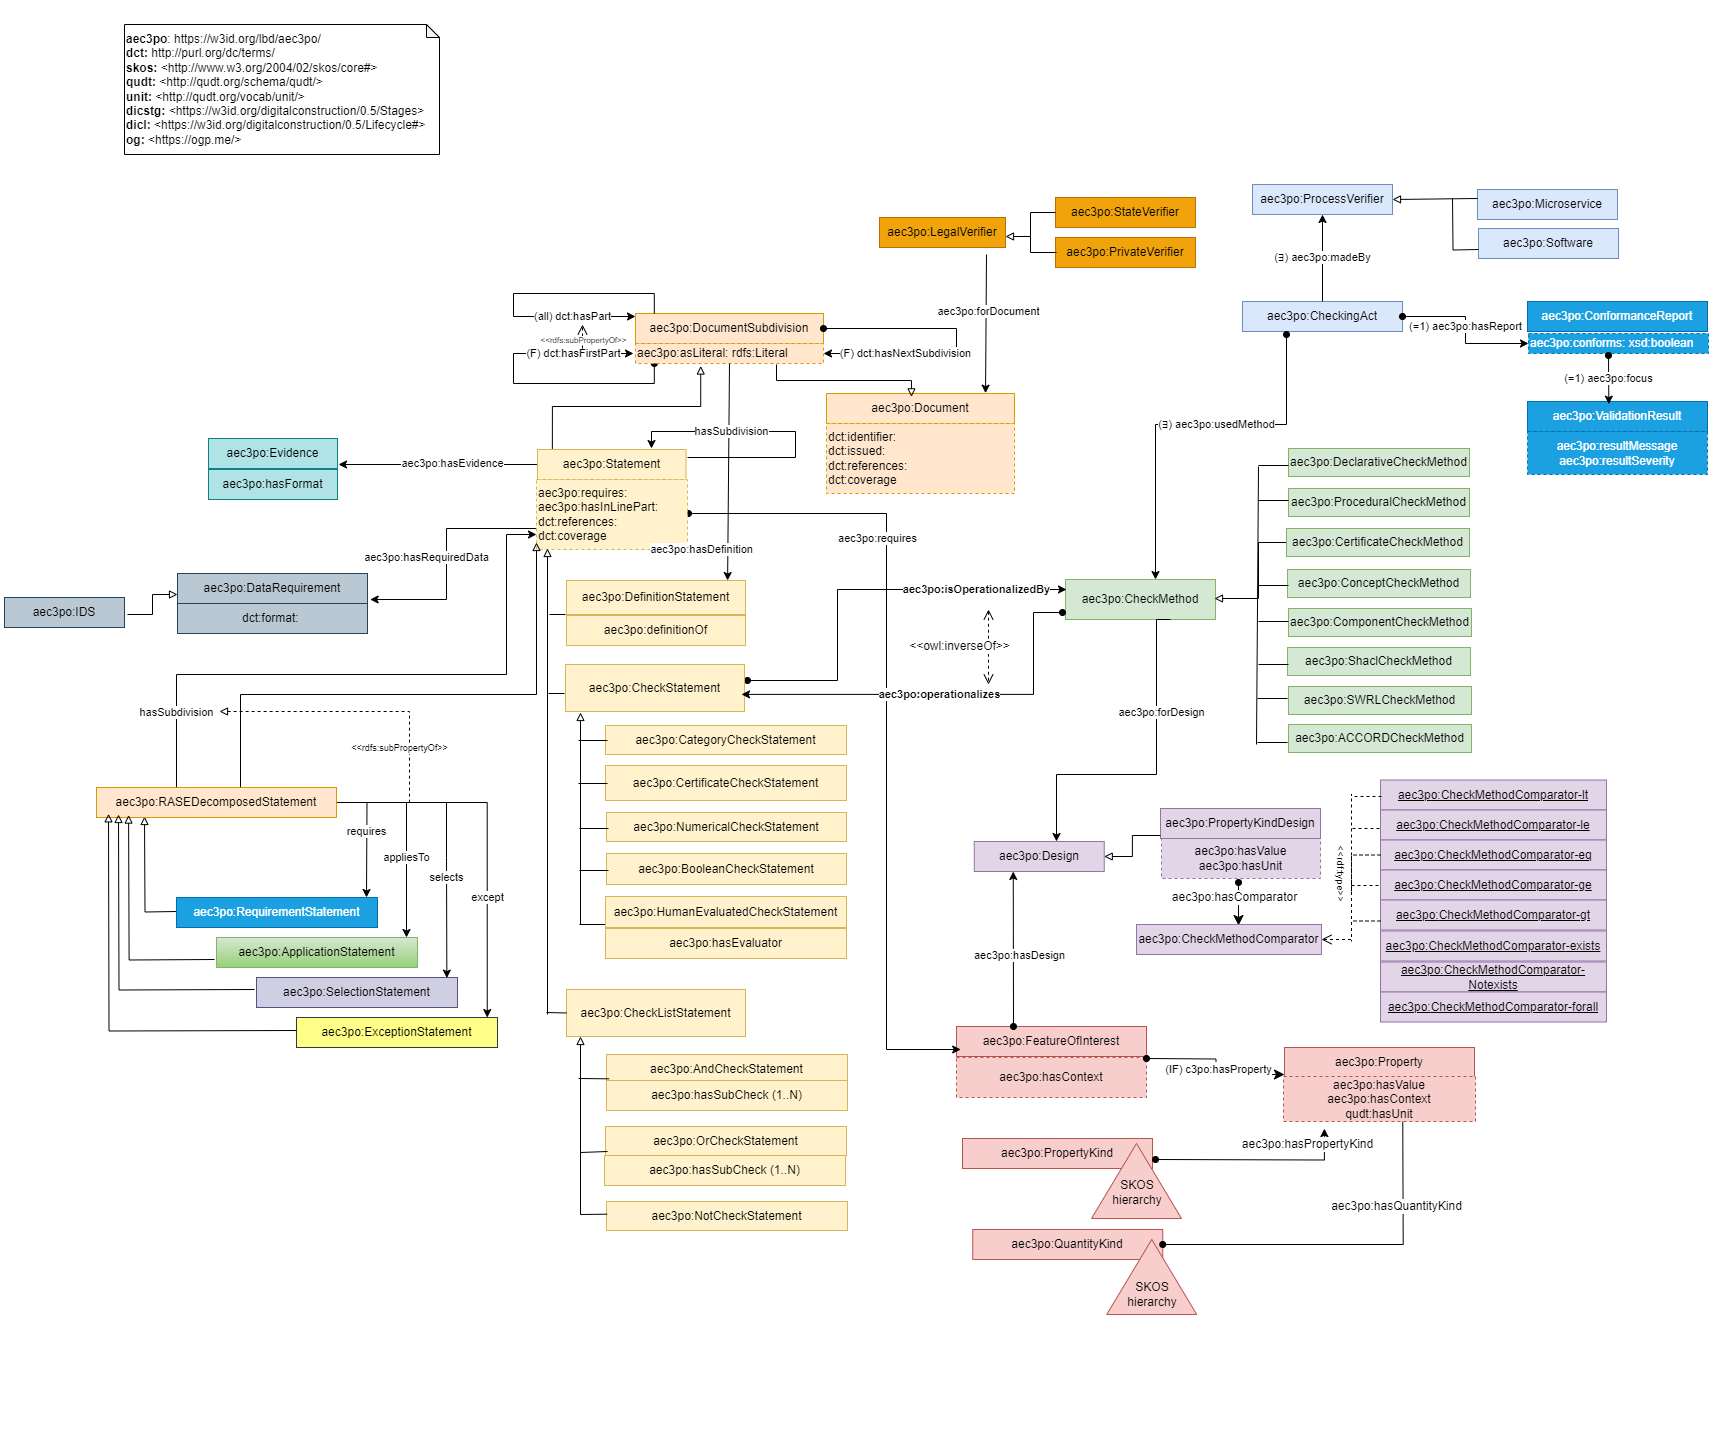 aec3po: https://w3id.org/lbd/aec3po/
dct: http://purl.org/dc/terms/
skos: <http://www.w3.org/2004/02/skos/core#>
qudt: <http://qudt.org/schema/qudt/>
unit: <http://qudt.org/vocab/unit/>
dicstg: <https://w3id.org/digitalconstruction/0.5/Stages>
dicl: <https://w3id.org/digitalconstruction/0.5/Lifecycle#>
og: <https://ogp.me/>
aec3po:ProcessVerifier
aec3po:Microservice
aec3po:Software
(∃) aec3po:madeBy
aec3po:CheckingAct
(=1) aec3po:hasReport
aec3po:ConformanceReport
aec3po:conforms: xsd:boolean
(=1) aec3po:focus
aec3po:ValidationResult
aec3po:resultMessage
aec3po:resultSeverity
aec3po:StateVerifier
aec3po:LegalVerifier
aec3po:PrivateVerifier
aec3po:forDocument
(all) dct:hasPart
<<rdfs:subPropertyOf>>
(F) dct:hasFirstPart
aec3po:DocumentSubdivision
aec3po:asLiteral: rdfs:Literal
(F) dct:hasNextSubdivision
aec3po:Document
dct:identifier:
dct:issued:
dct:references:
dct:coverage
(∃) aec3po:usedMethod
hasSubdivision
aec3po:Evidence
aec3po:hasFormat
aec3po:hasEvidence
aec3po:Statement
aec3po:requires:
aec3po:hasInLinePart:
dct:references:
dct:coverage
aec3po:hasDefinition
aec3po:requires
aec3po:hasRequiredData
aec3po:DataRequirement
dct:format:
aec3po:IDS
aec3po:DefinitionStatement
aec3po:definitionOf
aec3po:isOperationalizedBy
<<owl:inverseOf>>
aec3po:operationalizes
aec3po:CheckMethod
aec3po:DeclarativeCheckMethod
aec3po:ProceduralCheckMethod
aec3po:CertificateCheckMethod
aec3po:ConceptCheckMethod
aec3po:ComponentCheckMethod
aec3po:ShaclCheckMethod
aec3po:SWRLCheckMethod
aec3po:ACCORDCheckMethod
aec3po:forDesign
aec3po:CheckStatement
aec3po:CategoryCheckStatement
aec3po:CertificateCheckStatement
aec3po:NumericalCheckStatement
aec3po:BooleanCheckStatement
aec3po:HumanEvaluatedCheckStatement
aec3po:hasEvaluator
hasSubdivision
<<rdfs:subPropertyOf>>
aec3po:RASEDecomposedStatement
requires
appliesTo
selects
except
aec3po:RequirementStatement
aec3po:ApplicationStatement
aec3po:SelectionStatement
aec3po:ExceptionStatement
aec3po:CheckListStatement
aec3po:AndCheckStatement
aec3po:hasSubCheck (1..N)
aec3po:OrCheckStatement
aec3po:hasSubCheck (1..N)
aec3po:NotCheckStatement
aec3po:Design
aec3po:PropertyKindDesign
aec3po:hasValue
aec3po:hasUnit
aec3po:hasComparator
aec3po:CheckMethodComparator
<<rdf:type>>
aec3po:CheckMethodComparator-lt
aec3po:CheckMethodComparator-le
aec3po:CheckMethodComparator-eq
aec3po:CheckMethodComparator-ge
aec3po:CheckMethodComparator-gt
aec3po:CheckMethodComparator-exists
aec3po:CheckMethodComparator-
Notexists
aec3po:CheckMethodComparator-forall
aec3po:hasDesign
aec3po:FeatureOfInterest
aec3po:hasContext
(IF) c3po:hasProperty
aec3po:Property
aec3po:hasValue
aec3po:hasContext
qudt:hasUnit
aec3po:hasPropertyKind
aec3po:PropertyKind
SKOS
hierarchy
aec3po:hasQuantityKind
aec3po:QuantityKind
SKOS
hierarchy